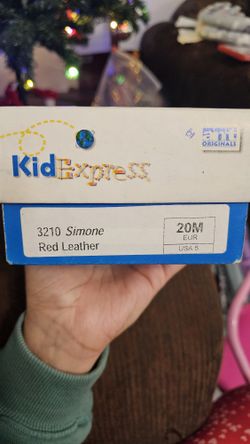 by
ORIGINALS
KidExpress
3210 Simone
Red Leather
20M
EUR
USA 5